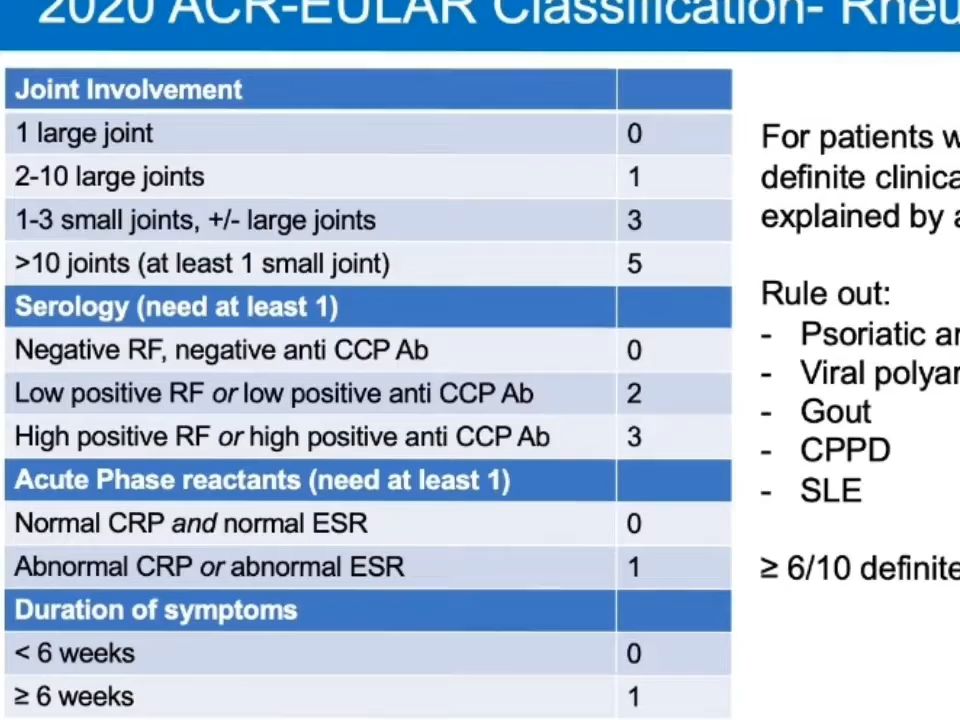 2020 ACR-EULAR Classification- Rheu
Joint Involvement
1 large joint 0
2-10 large joints 1
1-3 small joints, +/- large joints 3
>10 joints (at least 1 small joint) 5
Serology (need at least 1)
Negative RF, negative anti CCP Ab 0
Low positive RF or low positive anti CCP Ab 2
High positive RF or high positive anti CCP Ab 3
Acute Phase reactants (need at least 1)
Normal CRP and normal ESR 0
Abnormal CRP or abnormal ESR 1
Duration of symptoms
< 6 weeks 0
≥ 6 weeks 1
For patients w
definite clinica
explained by a
Rule out:
- Psoriatic ar
- Viral polyar
- Gout
- CPPD
- SLE
≥ 6/10 definite